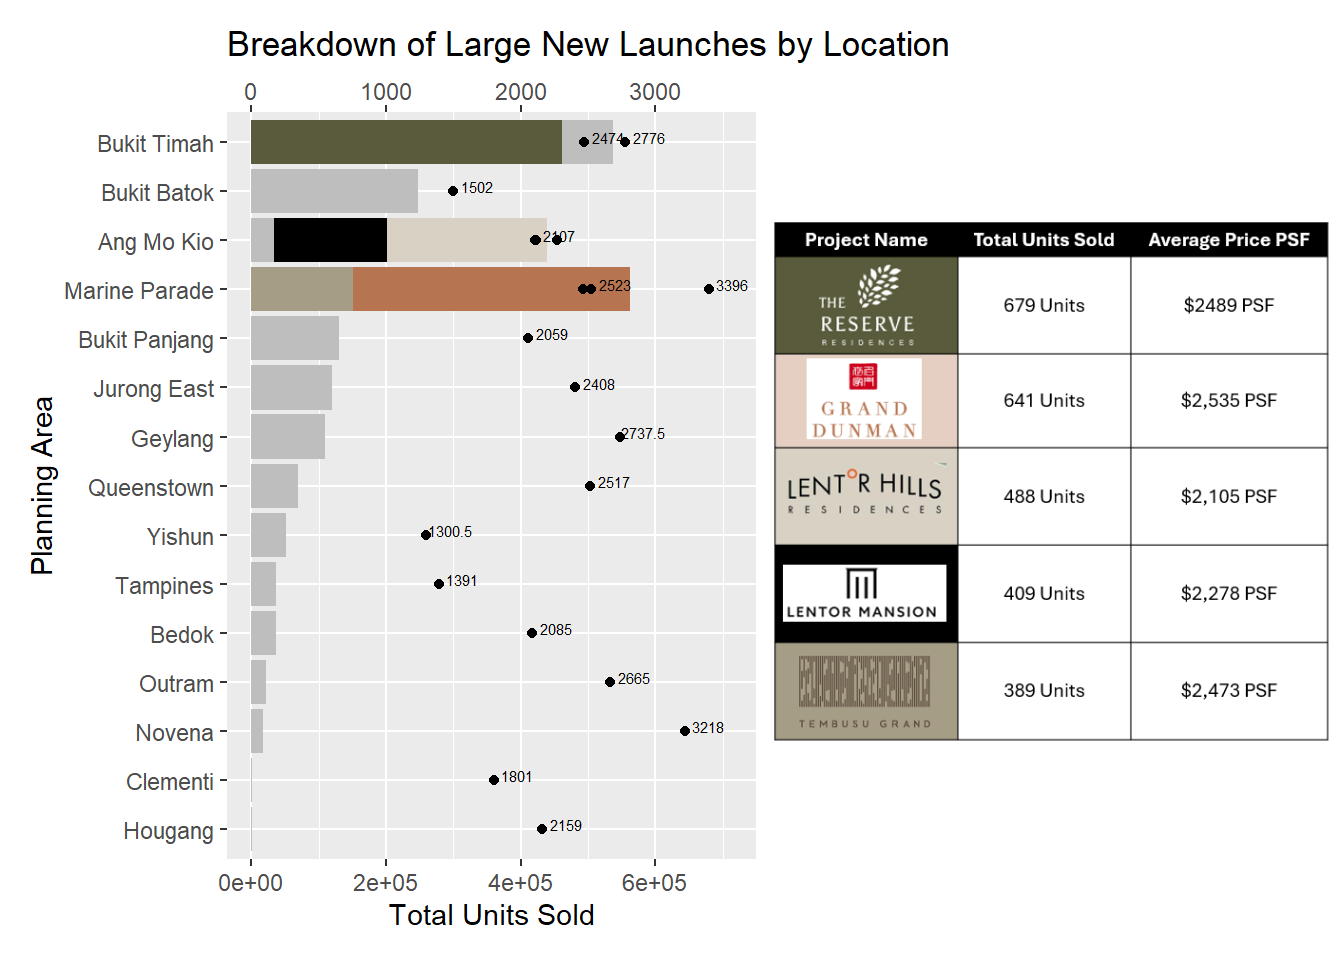 Breakdown of Large New Launches by Location
0 1000 2000 3000
Bukit Timah 2474 2776
Bukit Batok 1502
Ang Mo Kio 2107
Marine Parade 2523 3396
Bukit Panjang 2059
Jurong East 2408
Geylang 2737.5
Queenstown 2517
Yishun 1300.5
Tampines 1391
Bedok 2085
Outram 2665
Novena 3218
Clementi 1801
Hougang 2159
0e+00 2e+05 4e+05 6e+05
Total Units Sold
Planning Area
Project Name Total Units Sold Average Price PSF
THE
RESERVE
RESIDENCES
679 Units $2489 PSF
GRAND
DUNMAN
641 Units $2,535 PSF
LENTOR HILLS
RESIDENCES
488 Units $2,105 PSF
LENTOR MANSION
409 Units $2,278 PSF
TEMBUSU GRAND
389 Units $2,473 PSF